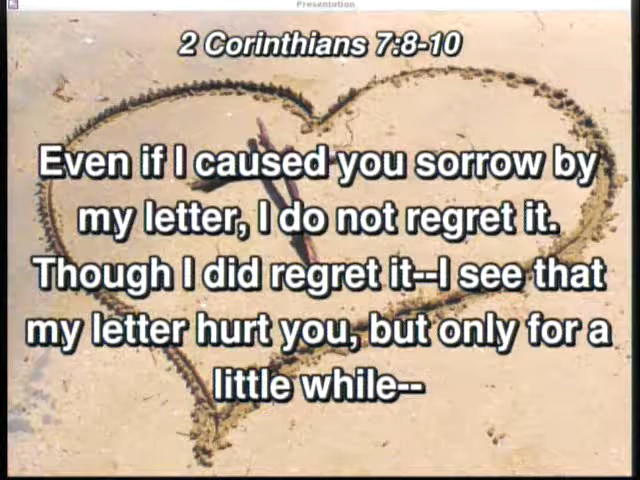 Presentation
2 Corinthians 7:8-10
Even if I caused you sorrow by
my letter, I do not regret it.
Though I did regret it--I see that
my letter hurt you, but only for a
little while--